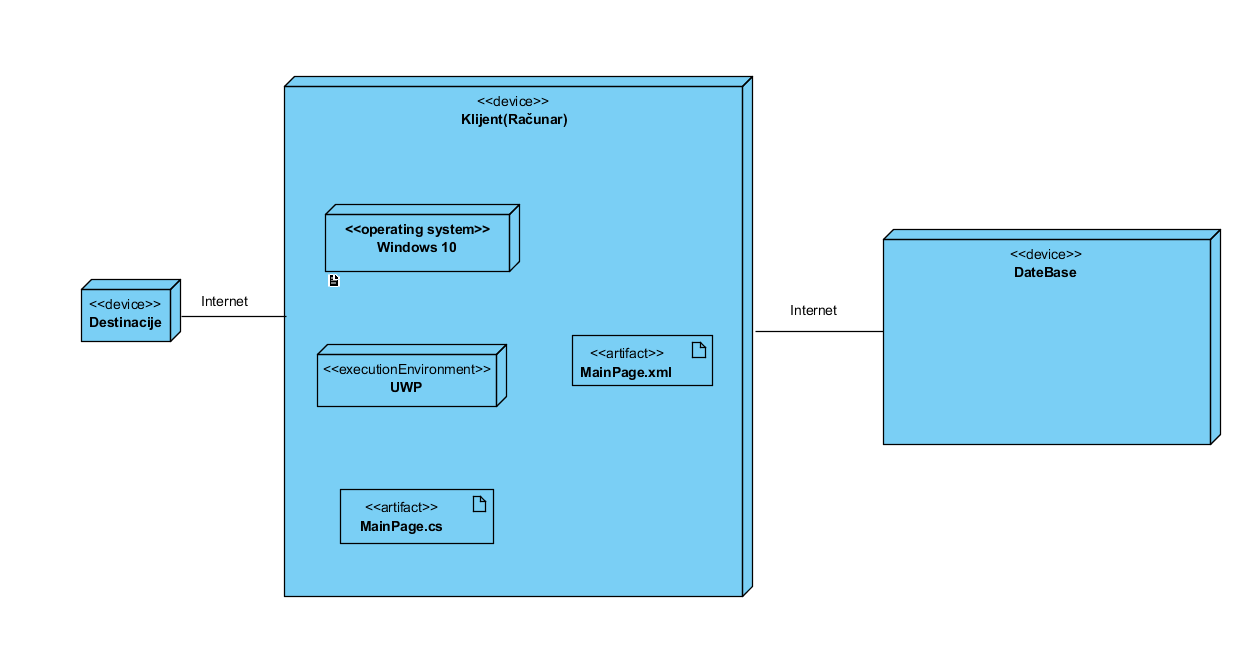 <<device>>
Klijent(Računar)
<<operating system>>
Windows 10
<<device>>
DateBase
<<device>>
Destinacije
Internet
Internet
<<executionEnvironment>>
UWP
<<artifact>>
MainPage.xml
<<artifact>>
MainPage.cs